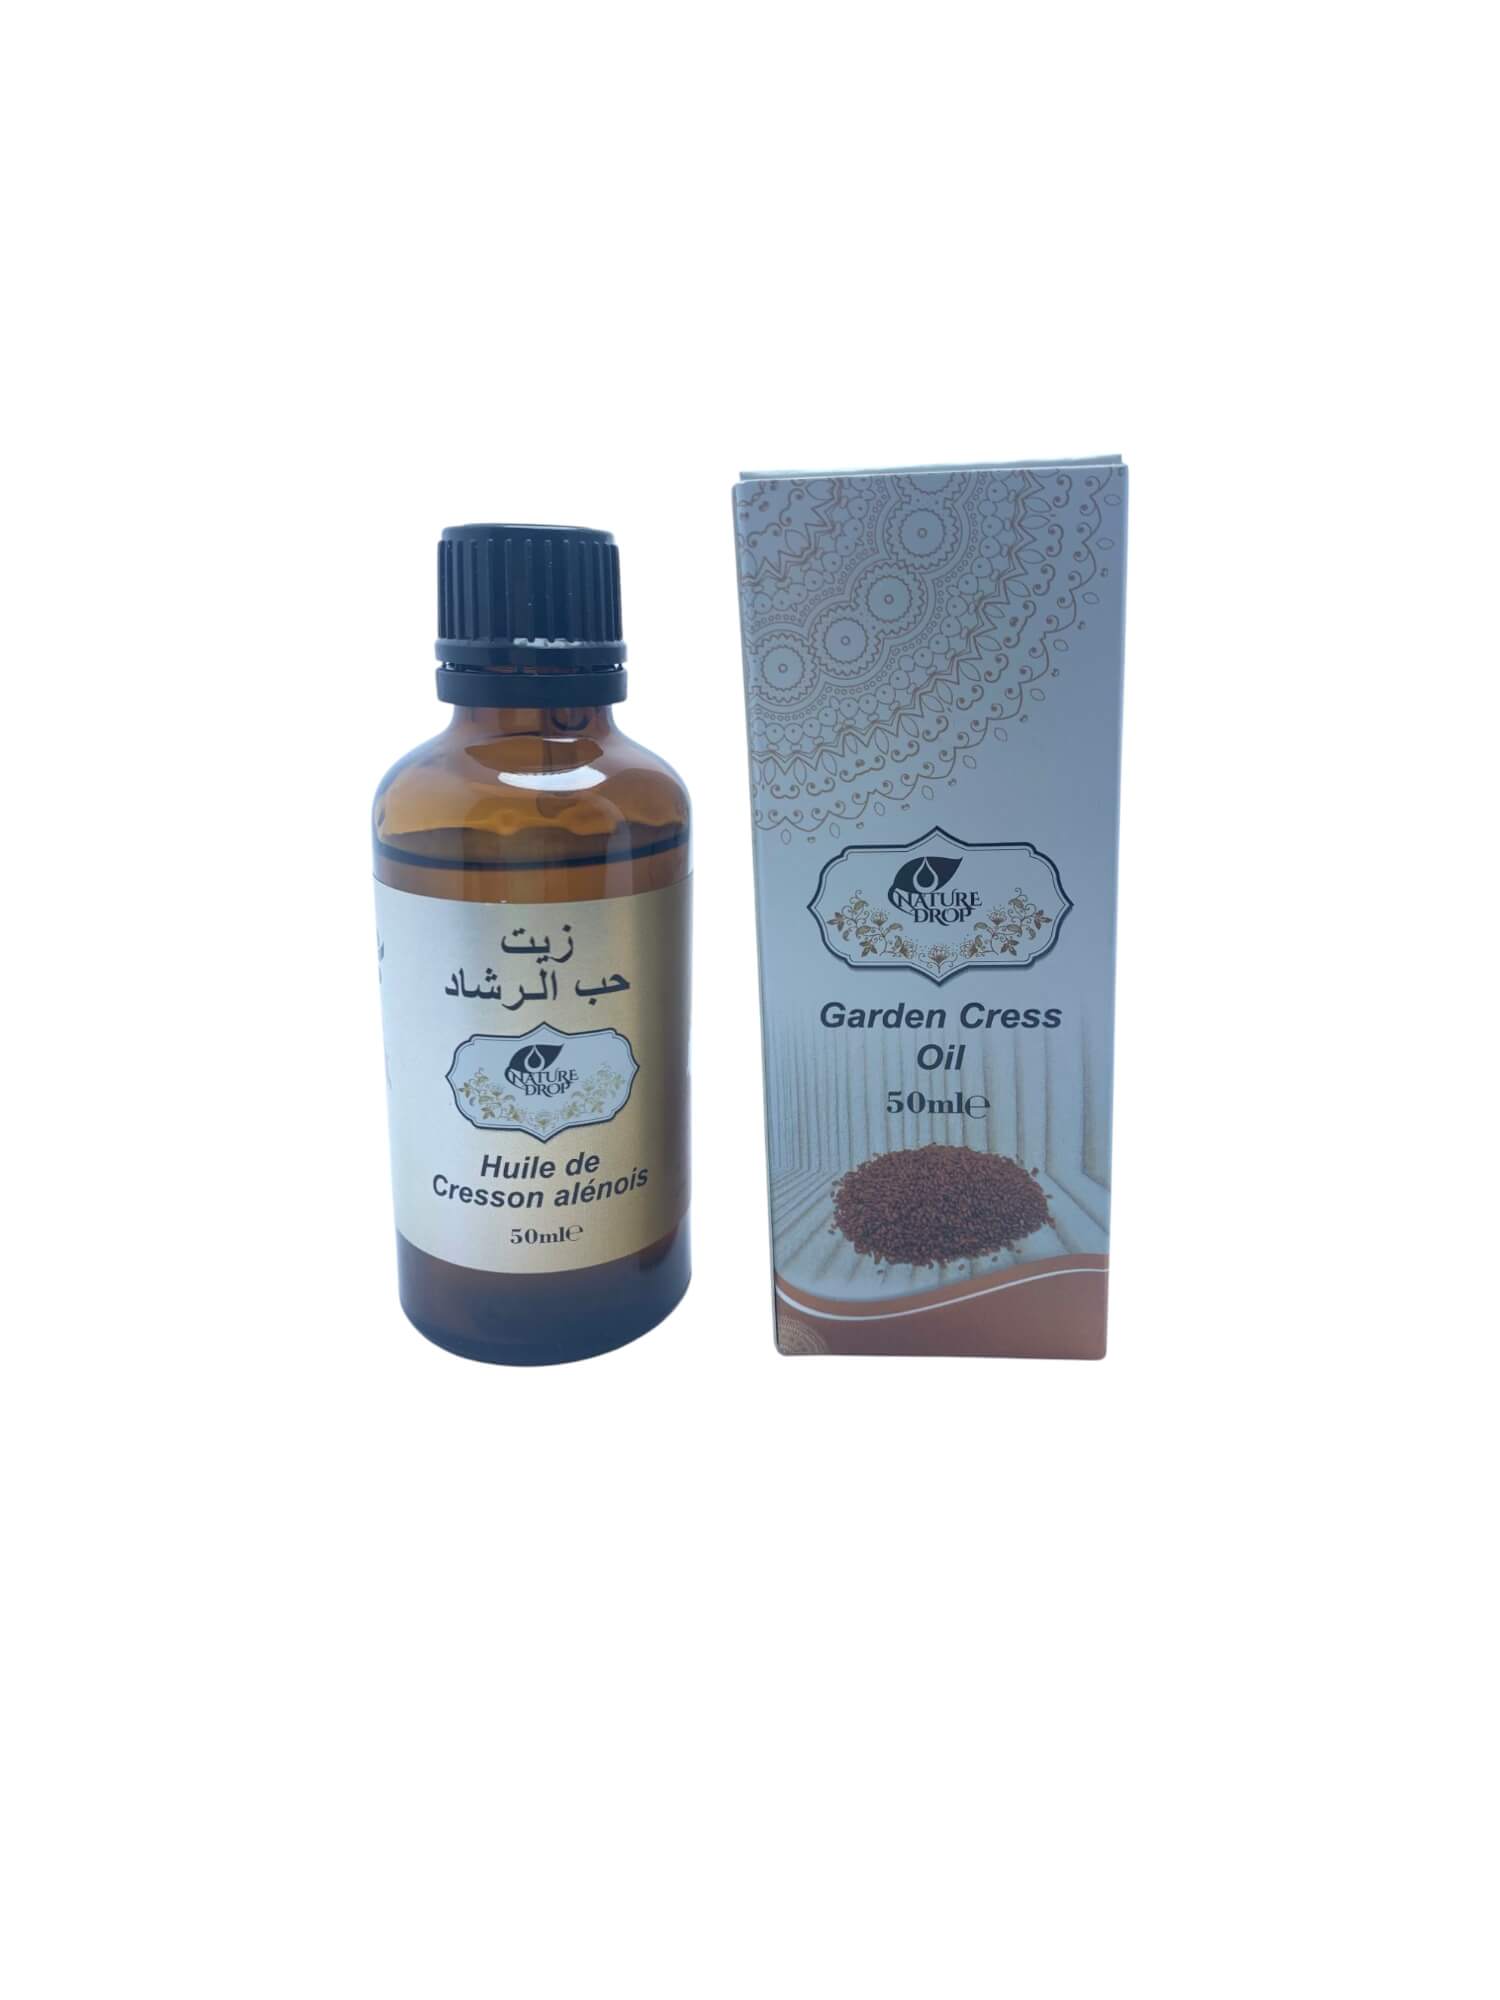 زيت
حب الرشاد
NATURE
DROP
Huile de
Cresson alénois
50ml℮
NATURE
DROP
Garden Cress
Oil
50ml℮